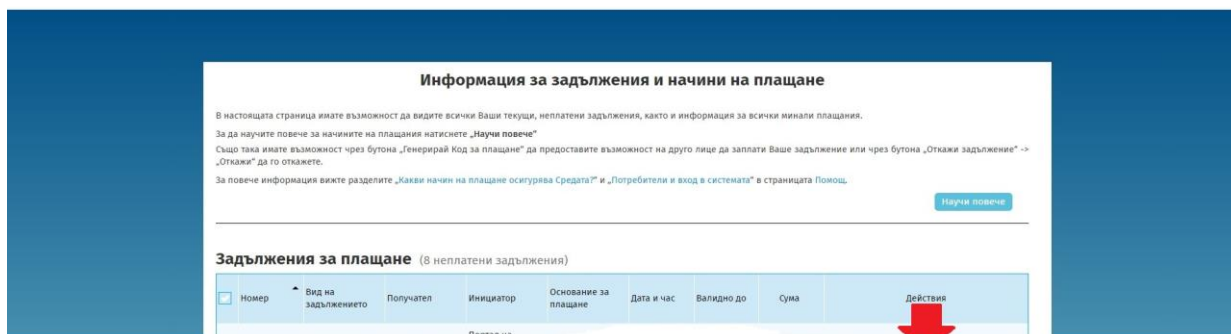 Информация за задължения и начини на плащане
В настоящата страница имате възможност да видите всички Ваши текущи, неплатени задължения, както и информация за всички минали плащания.
За да научите повече за начините на плащания натиснете „Научи повече"
Също така имате възможност чрез бутона „Генерирай Код за плащане" да предоставите възможност на друго лице да заплати Ваше задължение или чрез бутона „Откажи задължение" ->
„Откажи" да го откажете.
За повече информация вижте разделите „Какви начин на плащане осигурява Средата?" и „Потребители и вход в системата" в страницата Помощ.
Научи повече
Задължения за плащане (8 неплатени задължения)
Номер Вид на задължението Получател Инициатор Основание за плащане Дата и час Валидно до Сума Действия